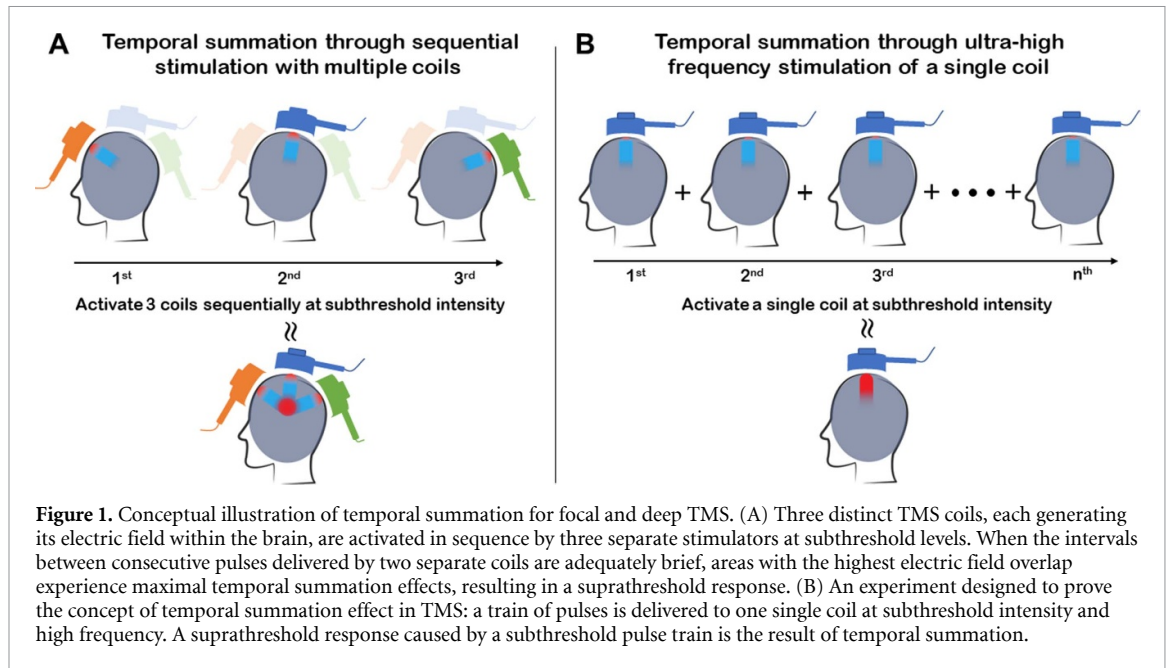 A Temporal summation through sequential
stimulation with multiple coils
1st
2nd
3rd
Activate 3 coils sequentially at subthreshold intensity
≈
B Temporal summation through ultra-high
frequency stimulation of a single coil
+ + + • • • +
1st
2nd
3rd
nth
Activate a single coil at subthreshold intensity
≈
Figure 1. Conceptual illustration of temporal summation for focal and deep TMS. (A) Three distinct TMS coils, each generating
its electric field within the brain, are activated in sequence by three separate stimulators at subthreshold levels. When the intervals
between consecutive pulses delivered by two separate coils are adequately brief, areas with the highest electric field overlap
experience maximal temporal summation effects, resulting in a suprathreshold response. (B) An experiment designed to prove
the concept of temporal summation effect in TMS: a train of pulses is delivered to one single coil at subthreshold intensity and
high frequency. A suprathreshold response caused by a subthreshold pulse train is the result of temporal summation.